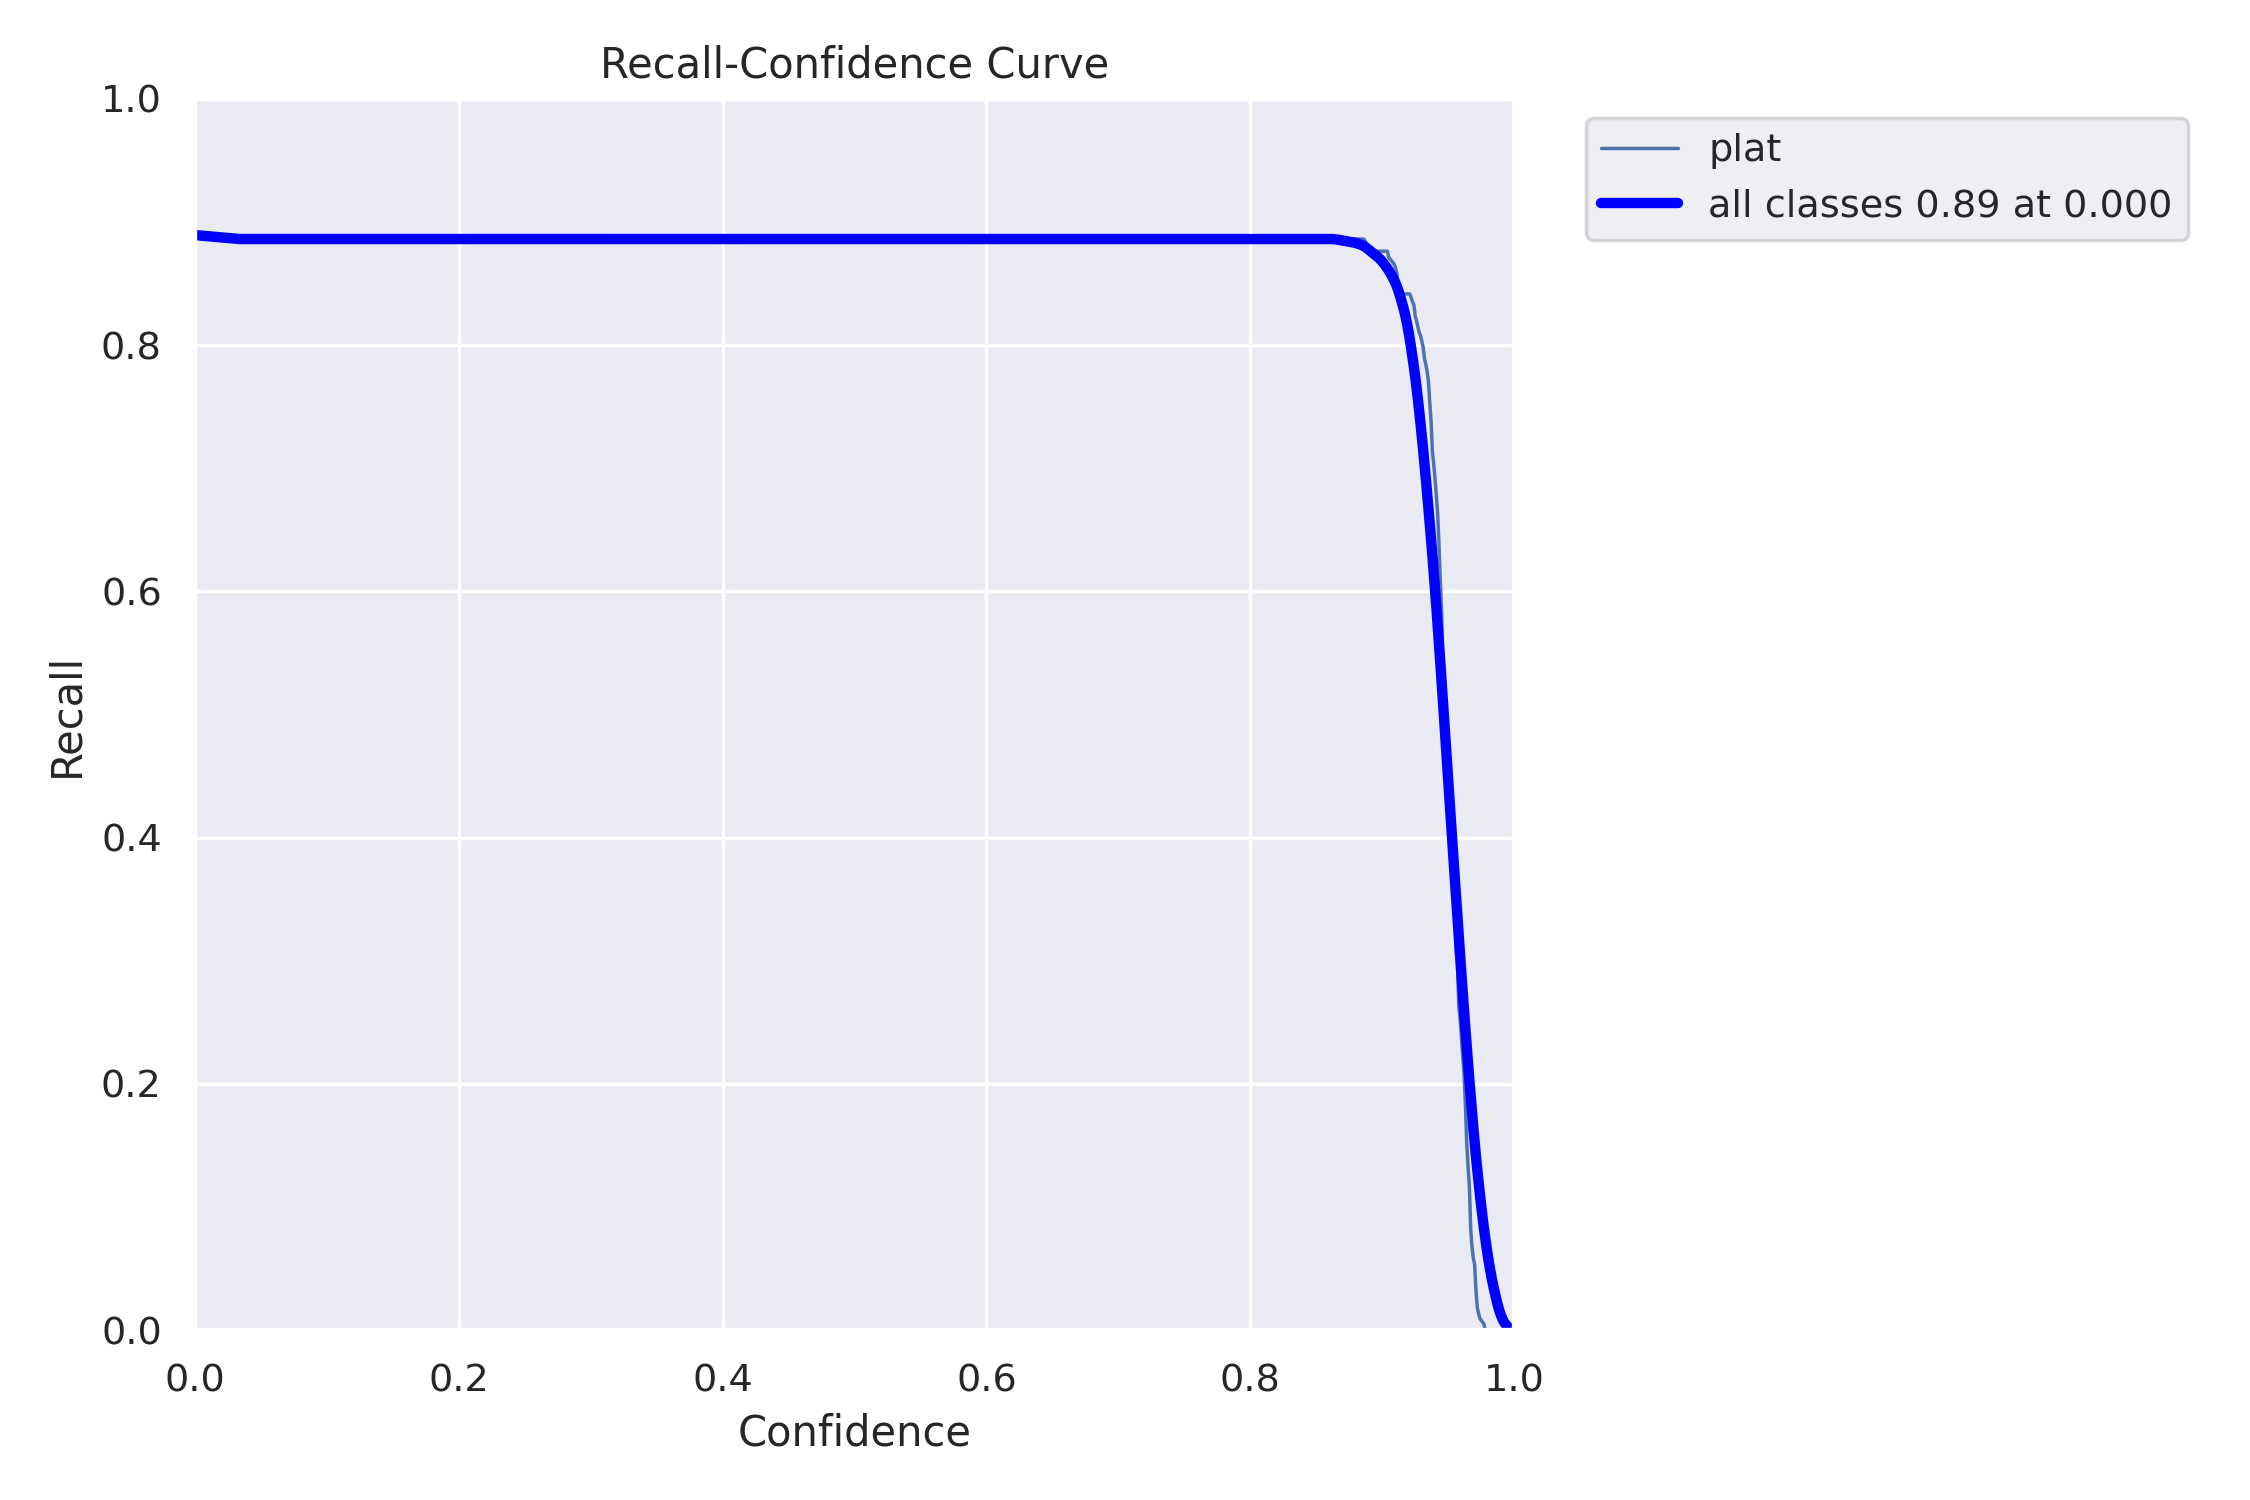 Recall-Confidence Curve
1.0
0.8
0.6
0.4
0.2
0.0
Recall
0.0 0.2 0.4 0.6 0.8 1.0
Confidence
plat
all classes 0.89 at 0.000